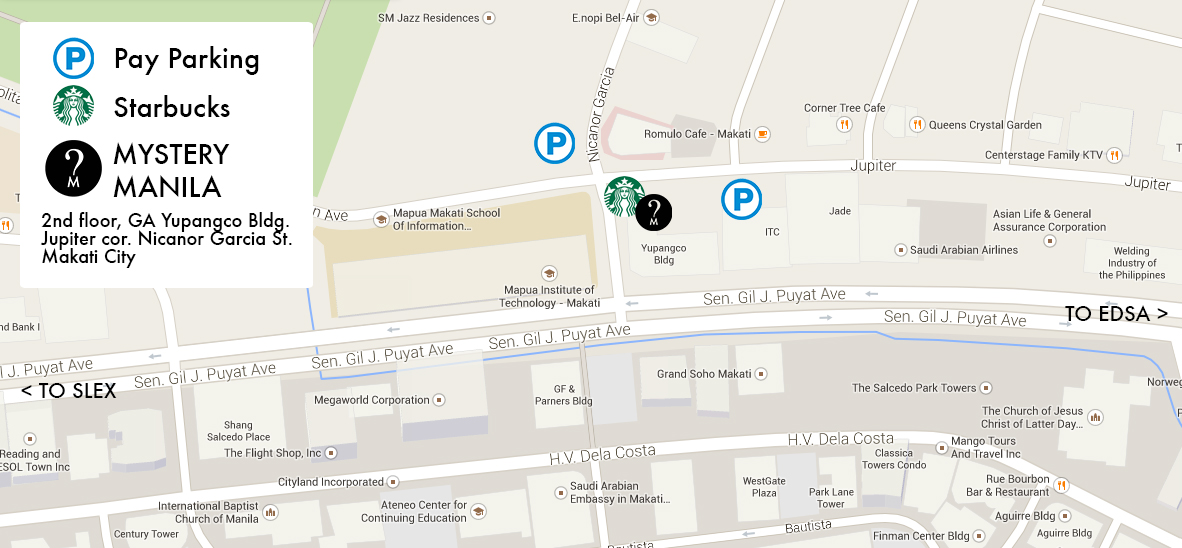 Pay Parking
Starbucks
MYSTERY
MANILA
2nd floor, GA Yupangco Bldg.
Jupiter cor. Nicanor Garcia St.
Makati City
P
P
P
?
M
?
M
SM Jazz Residences
E.nopi Bel-Air
Nicanor Garcia
Romulo Cafe - Makati
Corner Tree Cafe
Queens Crystal Garden
Centerstage Family KTV
Jupiter
Jupiter
n Ave
Mapua Makati School
Of Information...
Mapua Institute of
Technology - Makati
Yupangco
Bldg
ITC
Jade
Saudi Arabian Airlines
Asian Life & General
Assurance Corporation
Welding
Industry of
the Philippines
Sen. Gil J. Puyat Ave
Sen. Gil J. Puyat Ave
TO EDSA >
Sen. Gil J. Puyat Ave
Sen. Gil J. Puyat Ave
Sen. Gil J. Puyat Ave
l J. Puyat Ave
< TO SLEX
nd Bank I
Megaworld Corporation
GF &
Parners Bldg
Grand Soho Makati
The Salcedo Park Towers
Norweg
The Church of Jesus
Christ of Latter Day...
Shang
Salcedo Place
The Flight Shop, Inc
Reading and
ESOL Town Inc
H.V. Dela Costa
H.V. Dela Costa
Mango Tours
And Travel Inc
Classica
Towers Condo
Cityland Incorporated
Saudi Arabian
Embassy in Makati...
WestGate
Plaza
Park Lane
Tower
Rue Bourbon
Bar & Restaurant
International Baptist
Church of Manila
Ateneo Center for
Continuing Education
Century Tower
Bautista
Aguirre Bldg
Aguirre Bldg
Finman Center Bldg